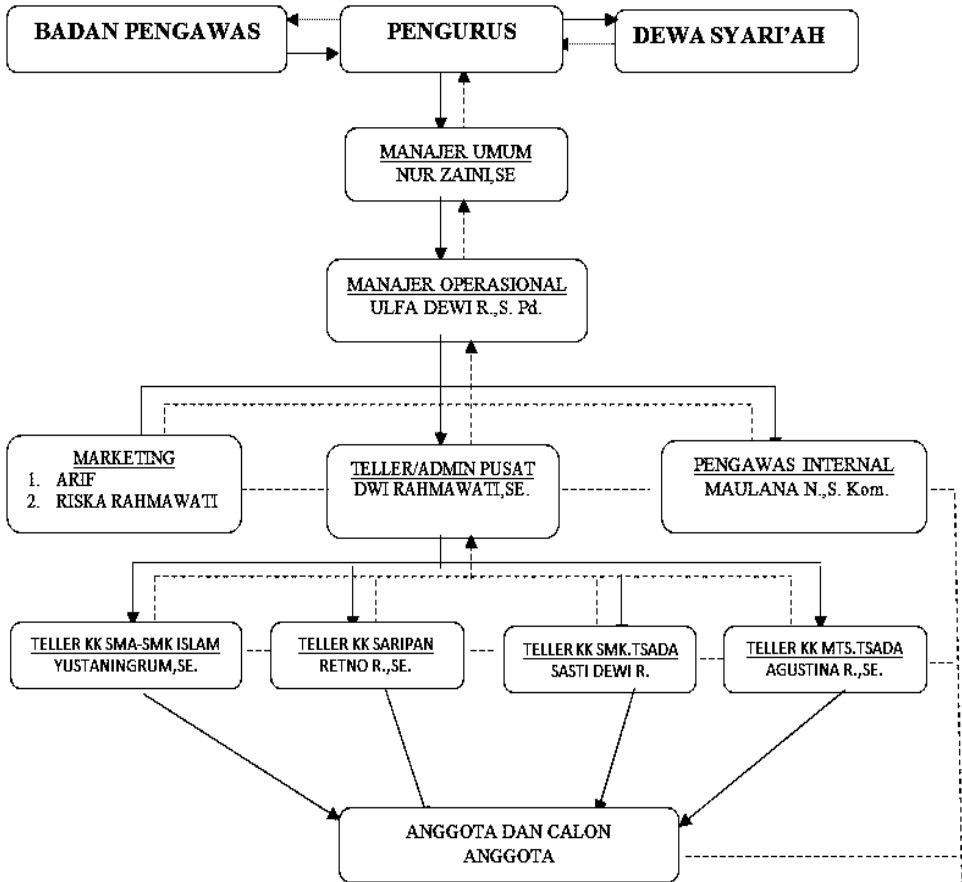 BADAN PENGAWAS
PENGURUS
DEWA SYARI'AH
MANAJER UMUM
NUR ZAINI,SE
MANAJER OPERASIONAL
ULFA DEWI R.,S. Pd.
MARKETING
1. ARIF
2. RISKA RAHMAWATI
TELLER/ADMIN PUSAT
DWI RAHMAWATI,SE.
PENGAWAS INTERNAL
MAULANA N.,S. Kom.
TELLER KK SMA-SMK ISLAM
YUSTANINGRUM,SE.
TELLER KK SARIPAN
RETNO R.,SE.
TELLER KK SMK.TSADA
SASTI DEWI R.
TELLER KK MTS.TSADA
AGUSTINA R.,SE.
ANGGOTA DAN CALON
ANGGOTA